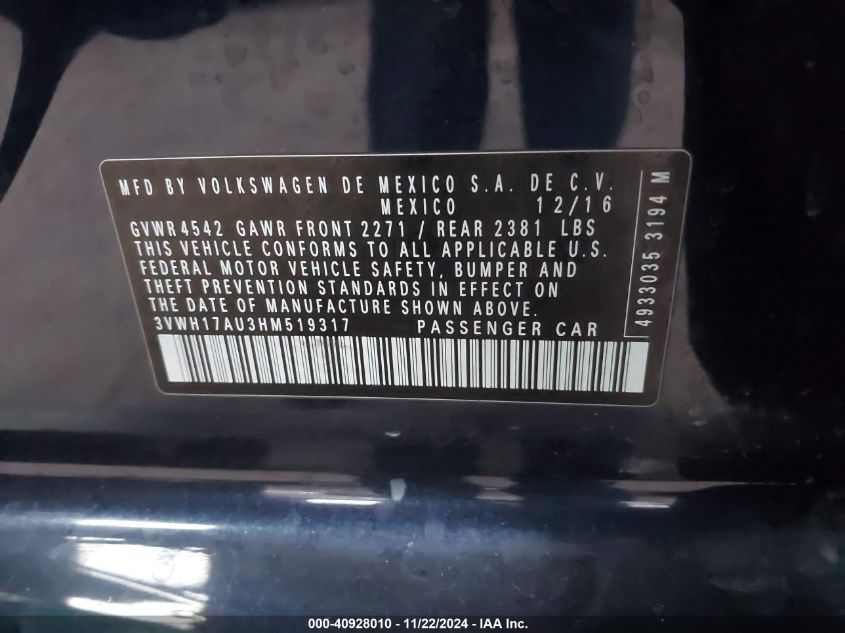 MFD BY VOLKSWAGEN DE MEXICO S.A. DE C.V.
MEXICO 12/16
GVWR 4542 GAWR FRONT 2271 / REAR 2381 LBS
THIS VEHICLE CONFORMS TO ALL APPLICABLE U.S.
FEDERAL MOTOR VEHICLE SAFETY, BUMPER AND
THEFT PREVENTION STANDARDS IN EFFECT ON
THE DATE OF MANUFACTURE SHOWN ABOVE.
3VWH17AU3HM519317 PASSENGER CAR
4933035 3194 M
000-40928010 - 11/22/2024 - IAA Inc.